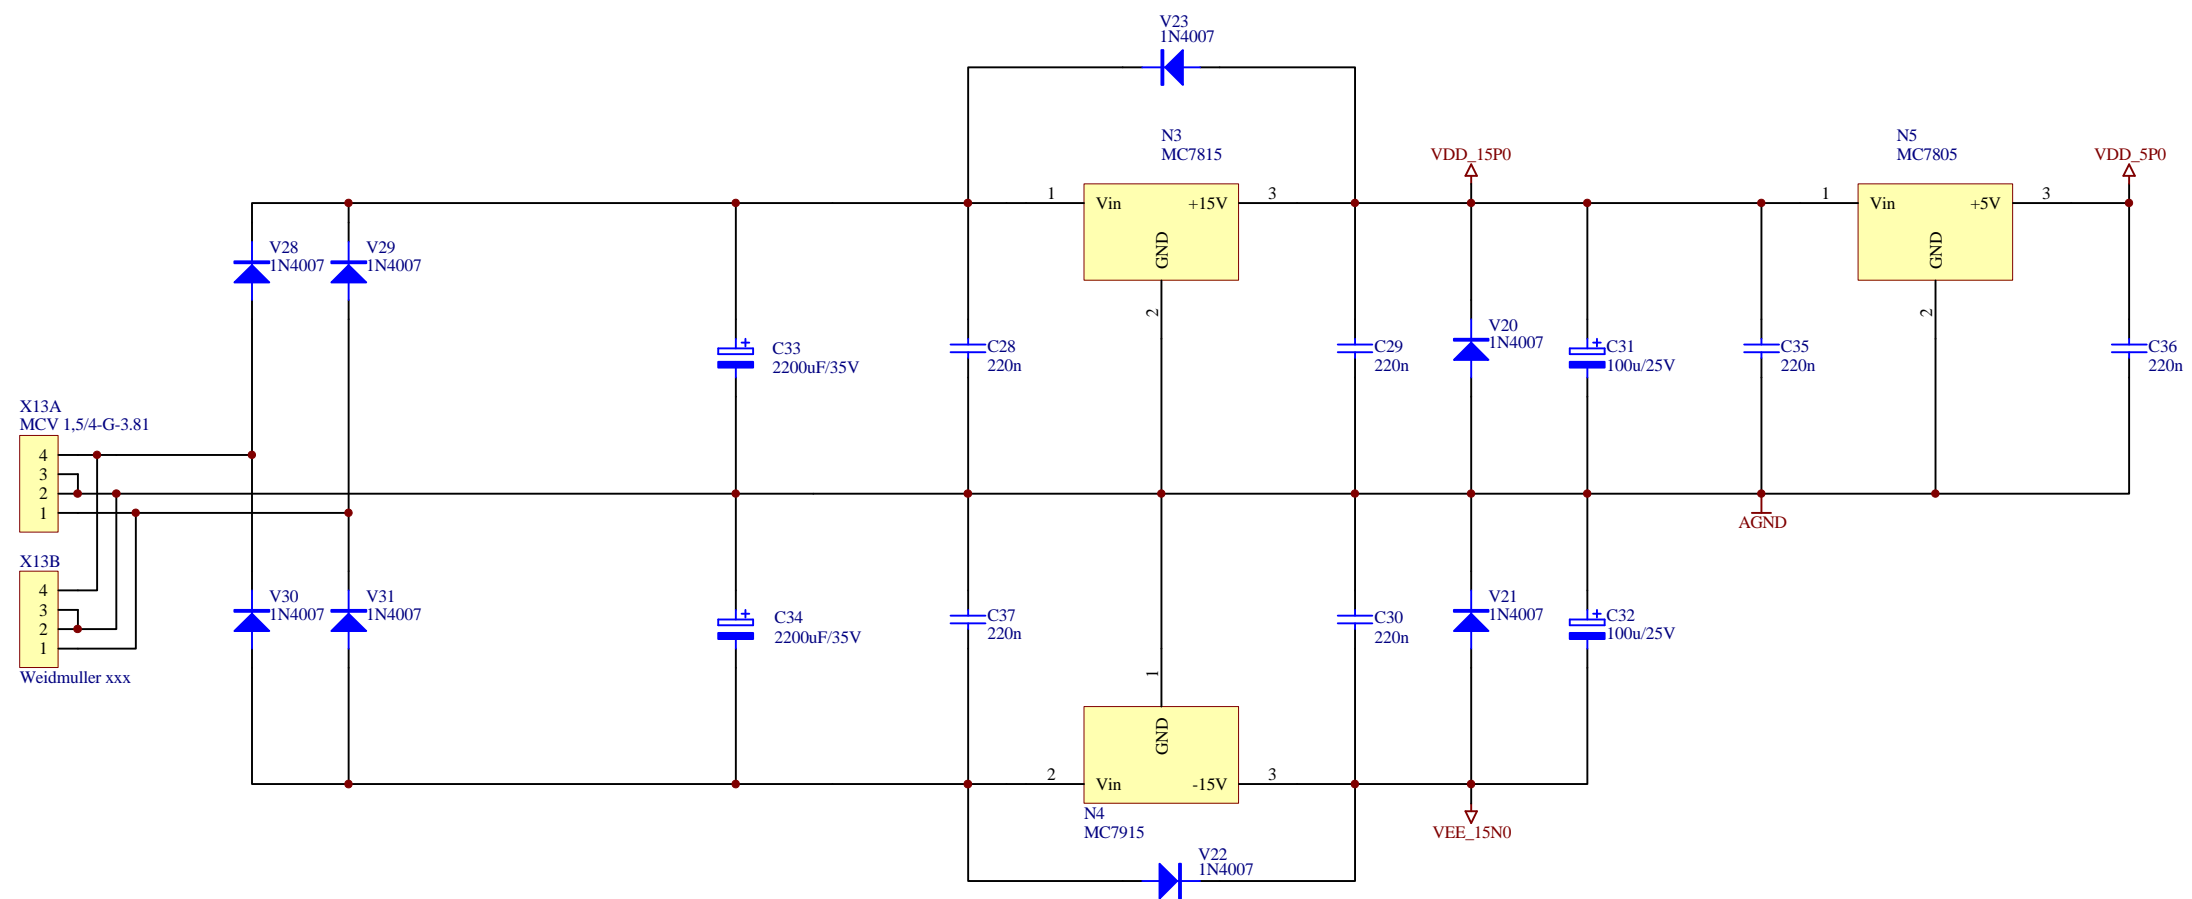 V23
1N4007
N3
MC7815
VDD_15P0
N5
MC7805
VDD_5P0
1
Vin
+15V
GND
3
2
1
Vin
+5V
GND
3
2
V28
1N4007
V29
1N4007
C33
2200uF/35V
C28
220n
C29
220n
V20
1N4007
C31
100u/25V
C35
220n
C36
220n
X13A
MCV 1,5/4-G-3.81
4
3
2
1
AGND
X13B
4
3
2
1
Weidmuller xxx
V30
1N4007
V31
1N4007
C34
2200uF/35V
C37
220n
C30
220n
V21
1N4007
C32
100u/25V
1
GND
2
Vin
-15V
3
N4
MC7915
VEE_15N0
V22
1N4007